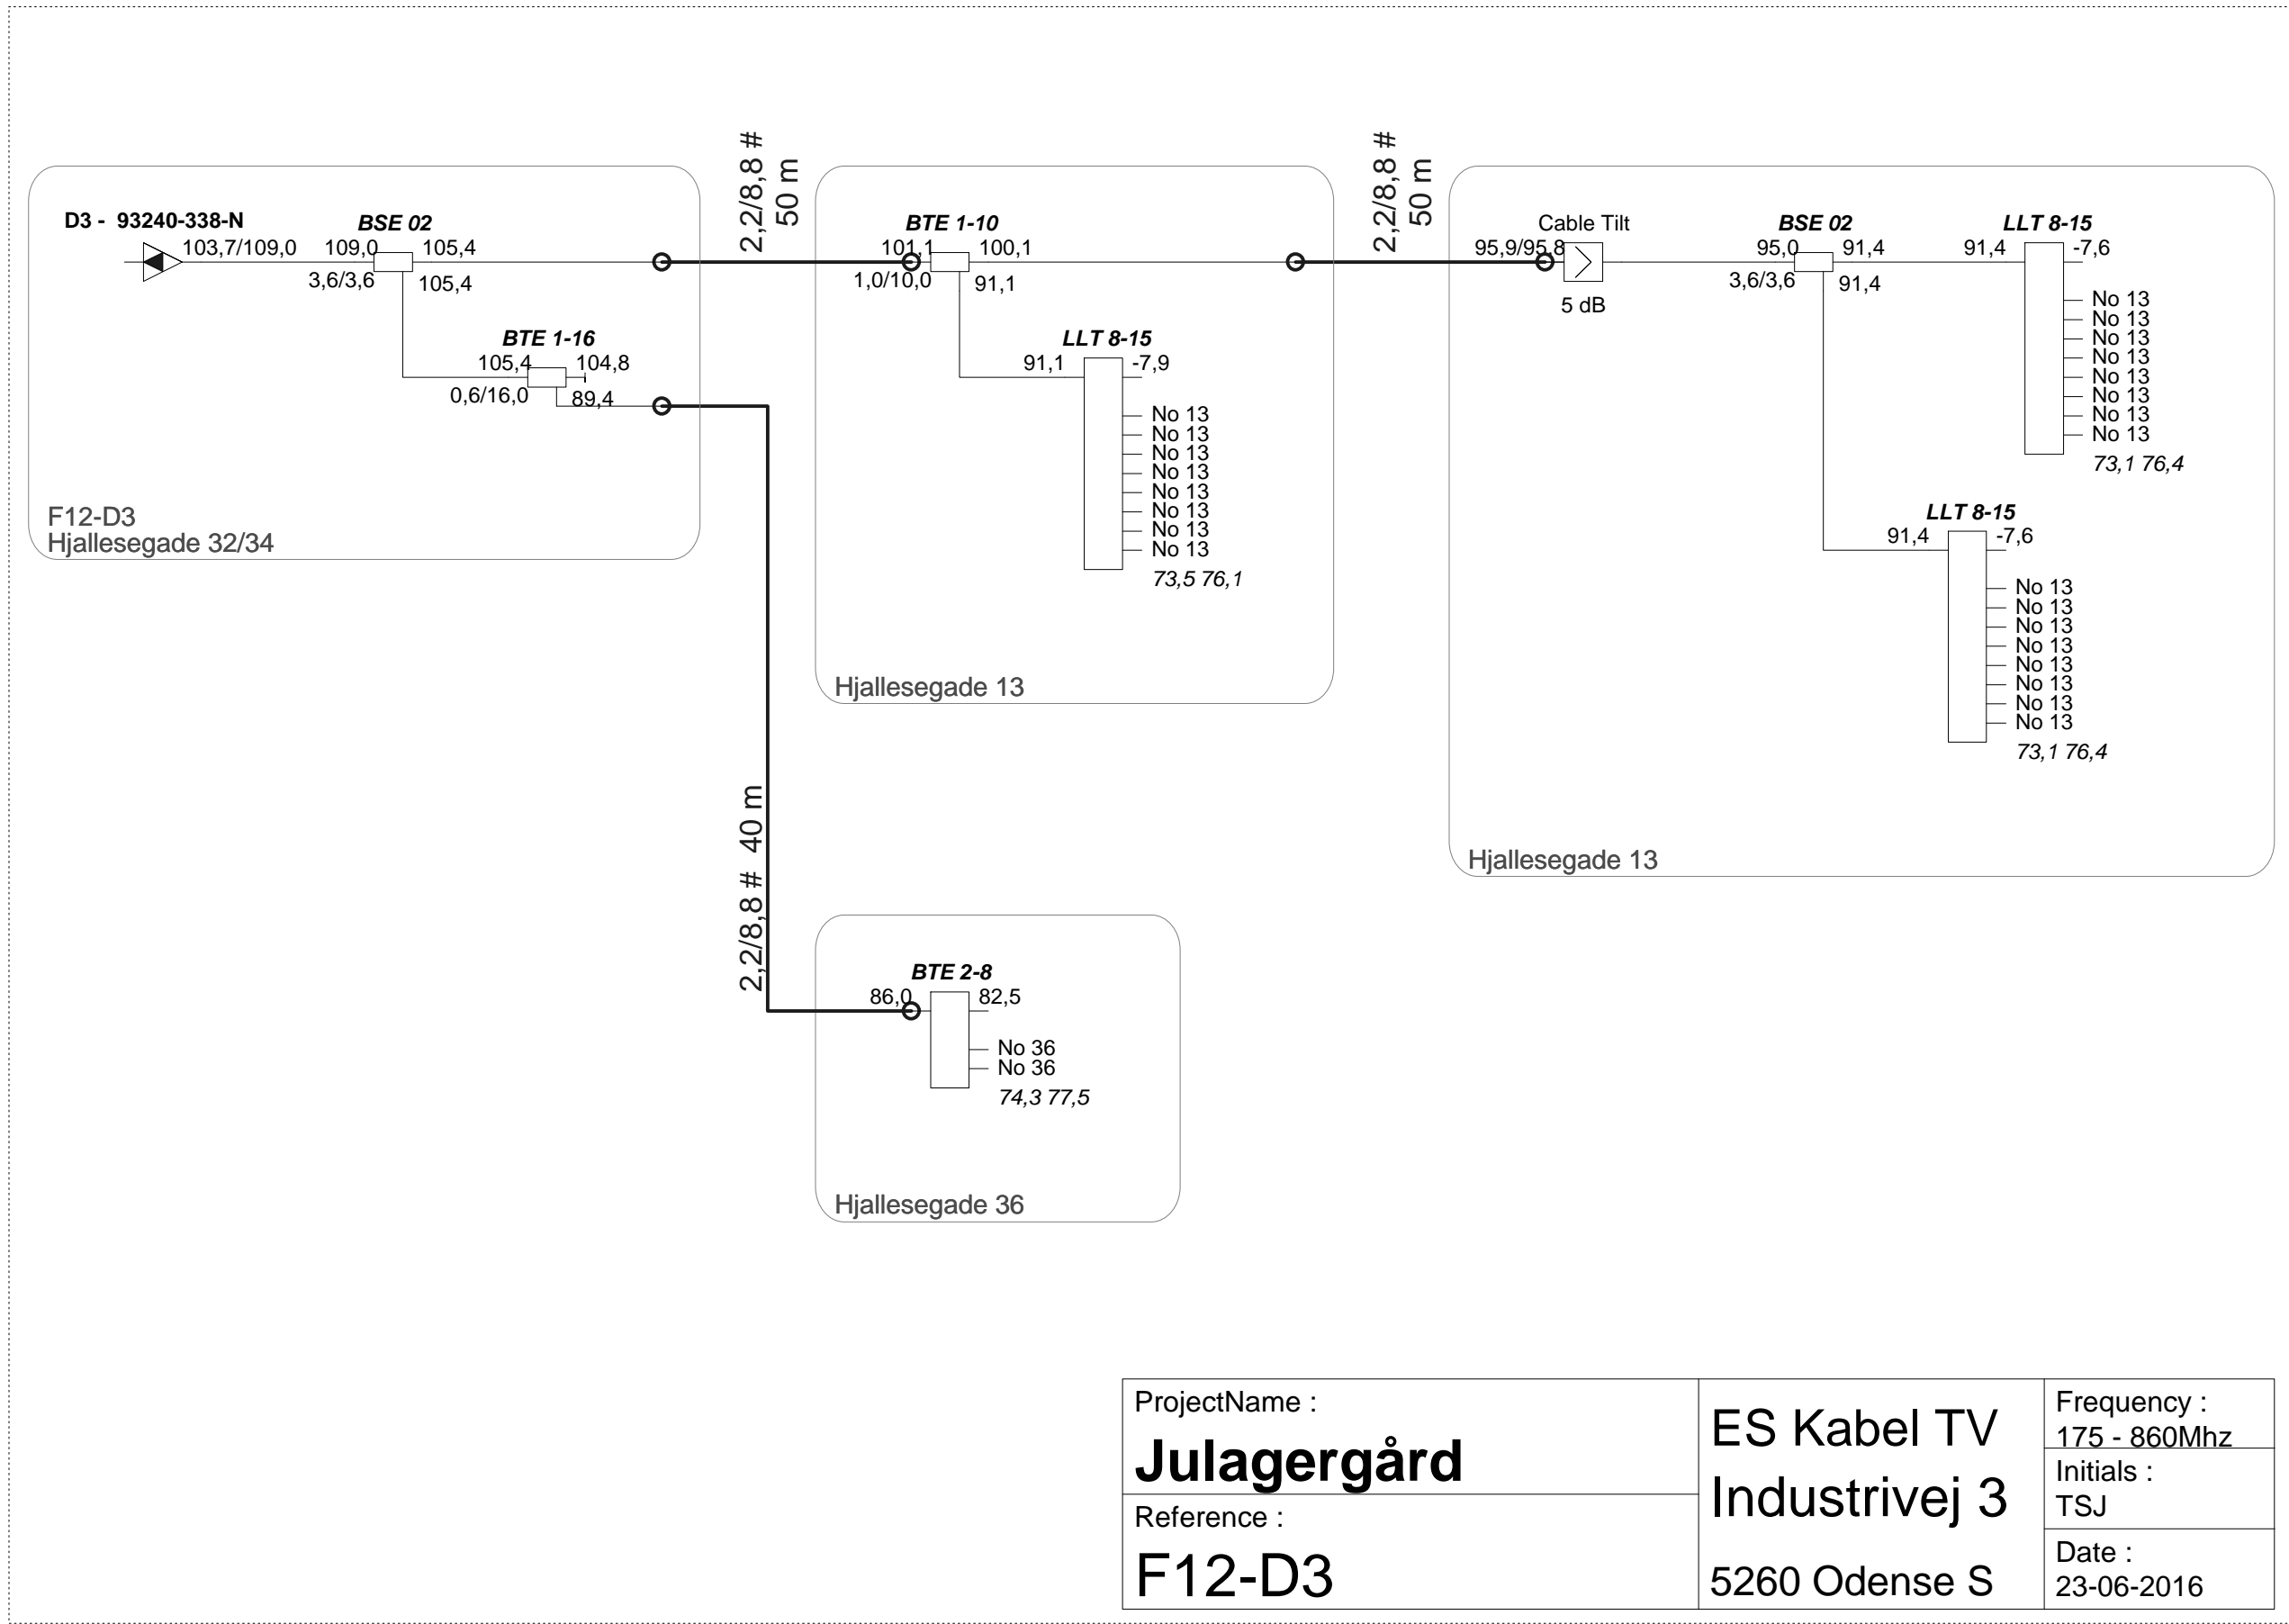 D3 - 93240-338-N
103,7/109,0
BSE 02
109,0 105,4
3,6/3,6 105,4
BTE 1-16
105,4 104,8
0,6/16,0 89,4
F12-D3
Hjallesegade 32/34
2,2/8,8 #
50 m
BTE 1-10
101,1 100,1
1,0/10,0 91,1
LLT 8-15
91,1 -7,9
No 13
No 13
No 13
No 13
No 13
No 13
No 13
No 13
73,5 76,1
Hjallesegade 13
2,2/8,8 #
50 m
Cable Tilt
95,9/95,8
5 dB
BSE 02
95,0 91,4
3,6/3,6 91,4
LLT 8-15
91,4 -7,6
No 13
No 13
No 13
No 13
No 13
No 13
No 13
No 13
73,1 76,4
LLT 8-15
91,4 -7,6
No 13
No 13
No 13
No 13
No 13
No 13
No 13
No 13
73,1 76,4
Hjallesegade 13
2,2/8,8 # 40 m
BTE 2-8
86,0 82,5
No 36
No 36
74,3 77,5
Hjallesegade 36
ProjectName :
Julagergård
Reference :
F12-D3
ES Kabel TV
Industrivej 3
5260 Odense S
Frequency :
175 - 860Mhz
Initials :
TSJ
Date :
23-06-2016